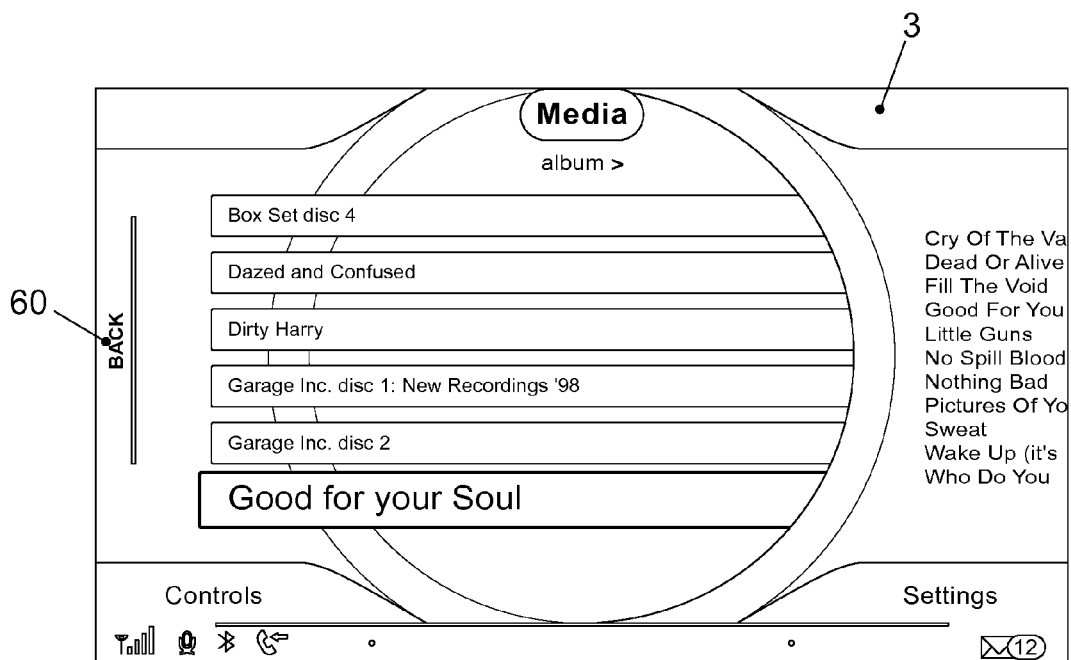 3
Media
album >
Box Set disc 4
Dazed and Confused
Dirty Harry
Garage Inc. disc 1: New Recordings '98
Garage Inc. disc 2
Good for your Soul
60
BACK
Cry Of The Va
Dead Or Alive
Fill The Void
Good For You
Little Guns
No Spill Blood
Nothing Bad
Pictures Of Yo
Sweat
Wake Up (it's
Who Do You
Controls
Settings
12